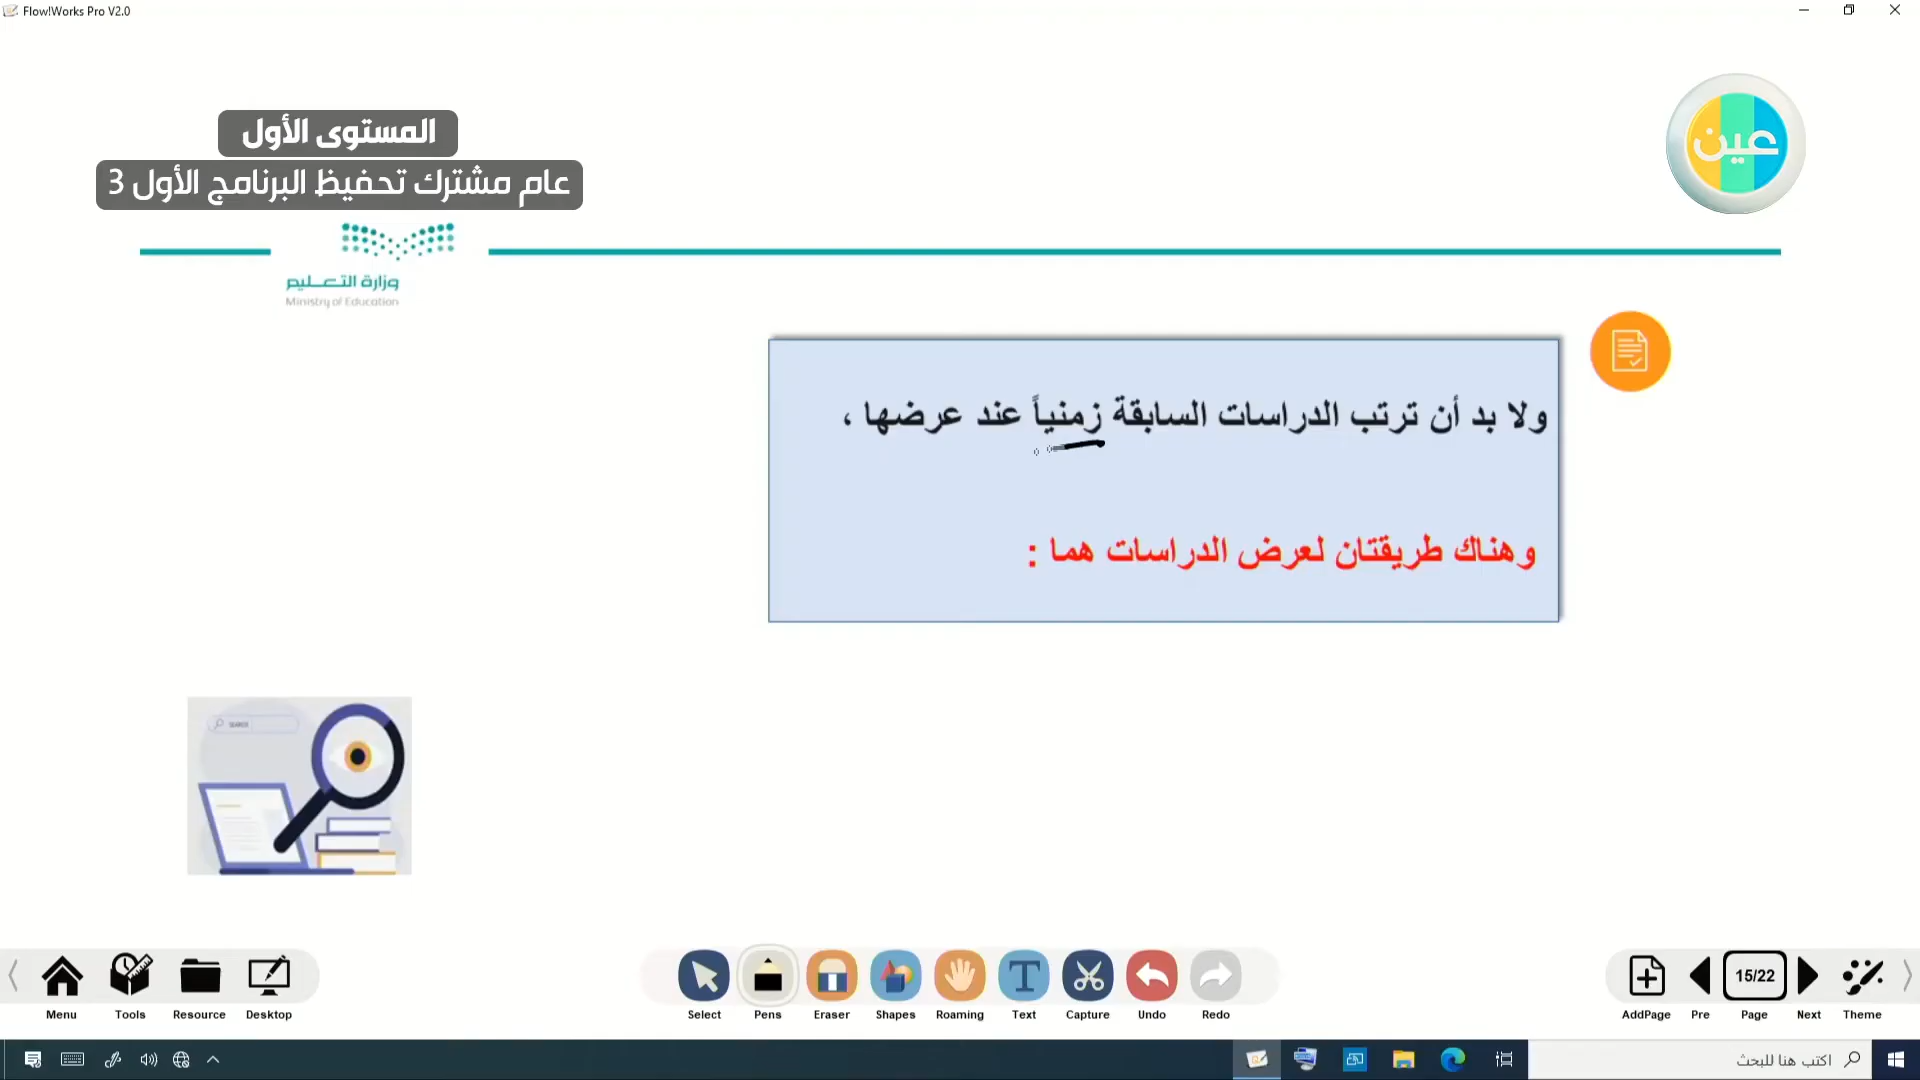 Flow!Works Pro V2.0
عين
المستوى الأول
عام مشترك تحفيظ البرنامج الأول 3
وزارة التعليم
Ministry of Education
ولا بد أن ترتب الدراسات السابقة زمنياً عند عرضها ،
وهناك طريقتان لعرض الدراسات هما :
SEARCH
Menu Tools Resource Desktop
Select Pens Eraser Shapes Roaming Text Capture Undo Redo
15/22
AddPage Pre Page Next Theme
اكتب هنا للبحث